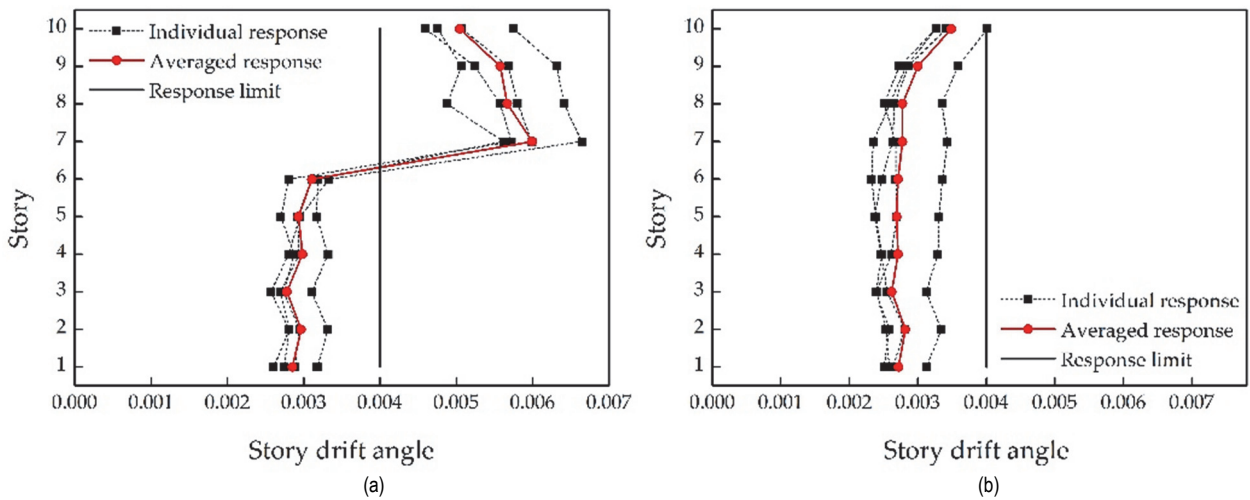 10
9
8
7
6
5
4
3
2
1
Story
Individual response
Averaged response
Response limit
0.000 0.001 0.002 0.003 0.004 0.005 0.006 0.007
Story drift angle
(a)
10
9
8
7
6
5
4
3
2
1
Story
Individual response
Averaged response
Response limit
0.000 0.001 0.002 0.003 0.004 0.005 0.006 0.007
Story drift angle
(b)